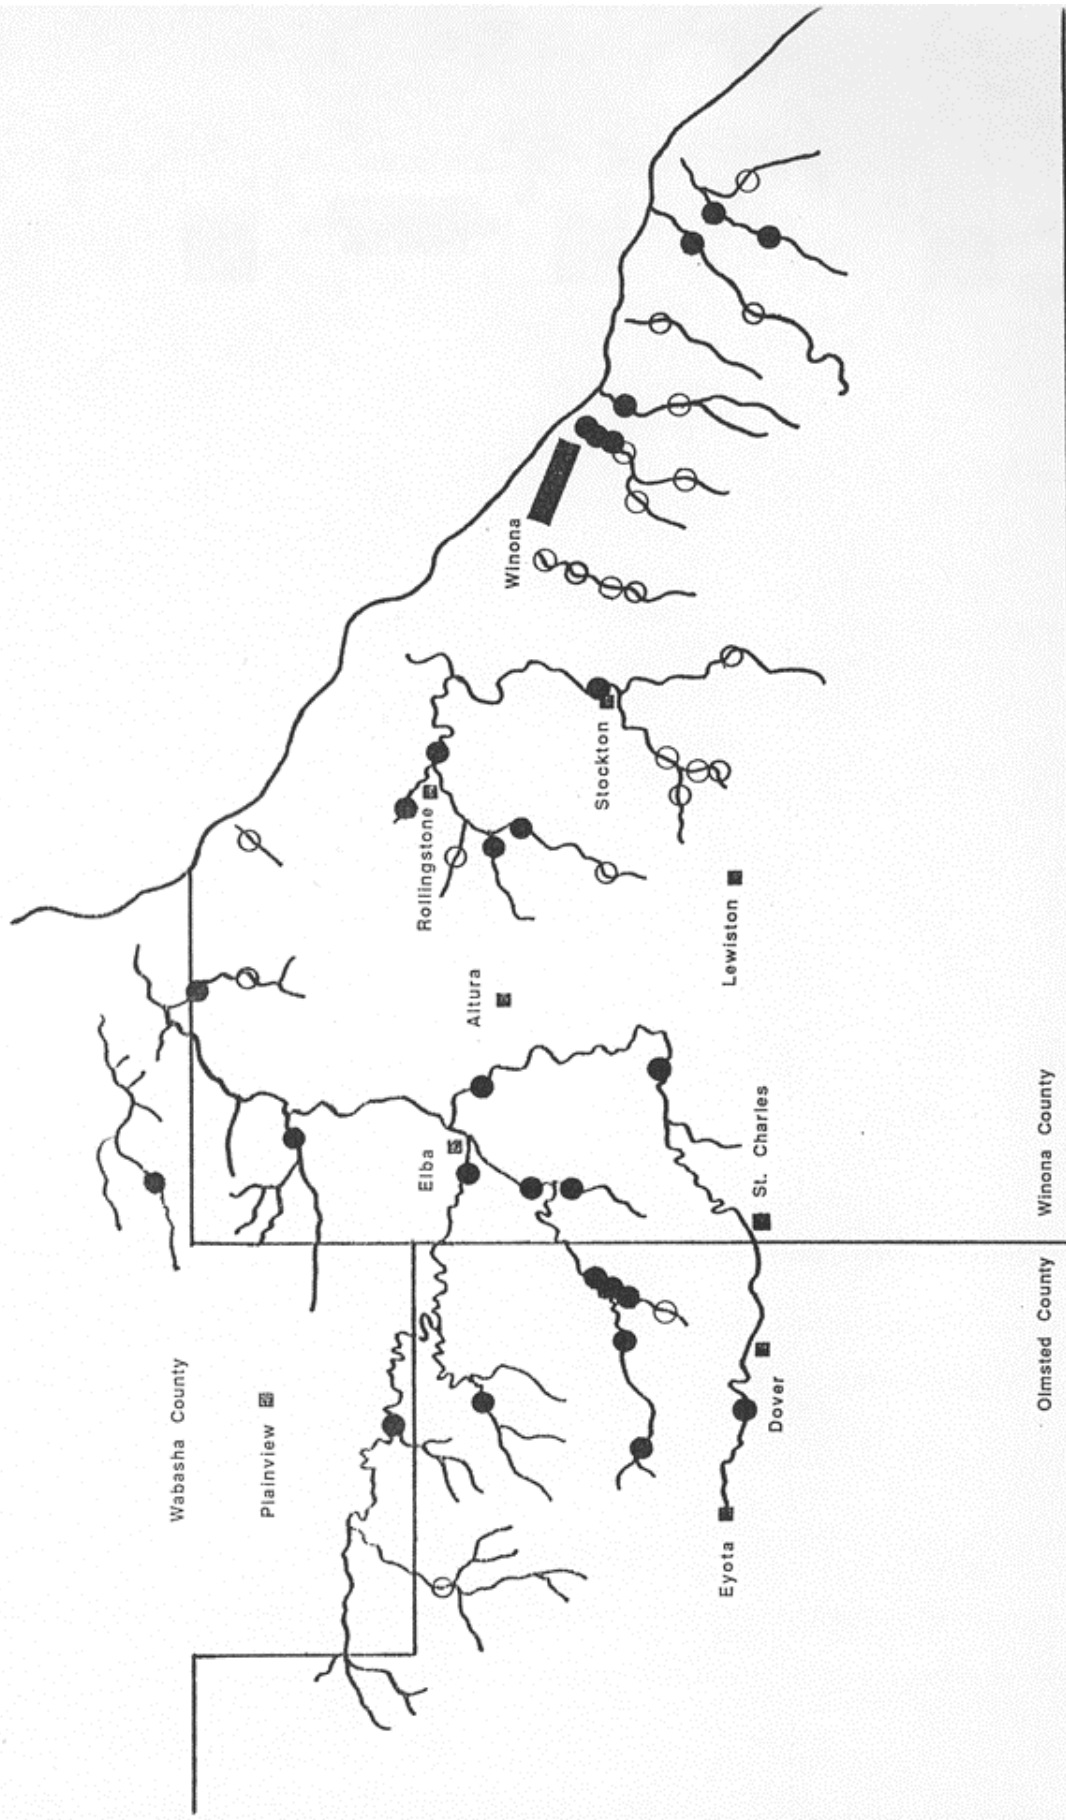 Wabasha County
Plainview
Elba
Rollingstone
Altura
Winona
Stockton
Lewiston
St. Charles
Dover
Eyota
Olmsted County
Winona County